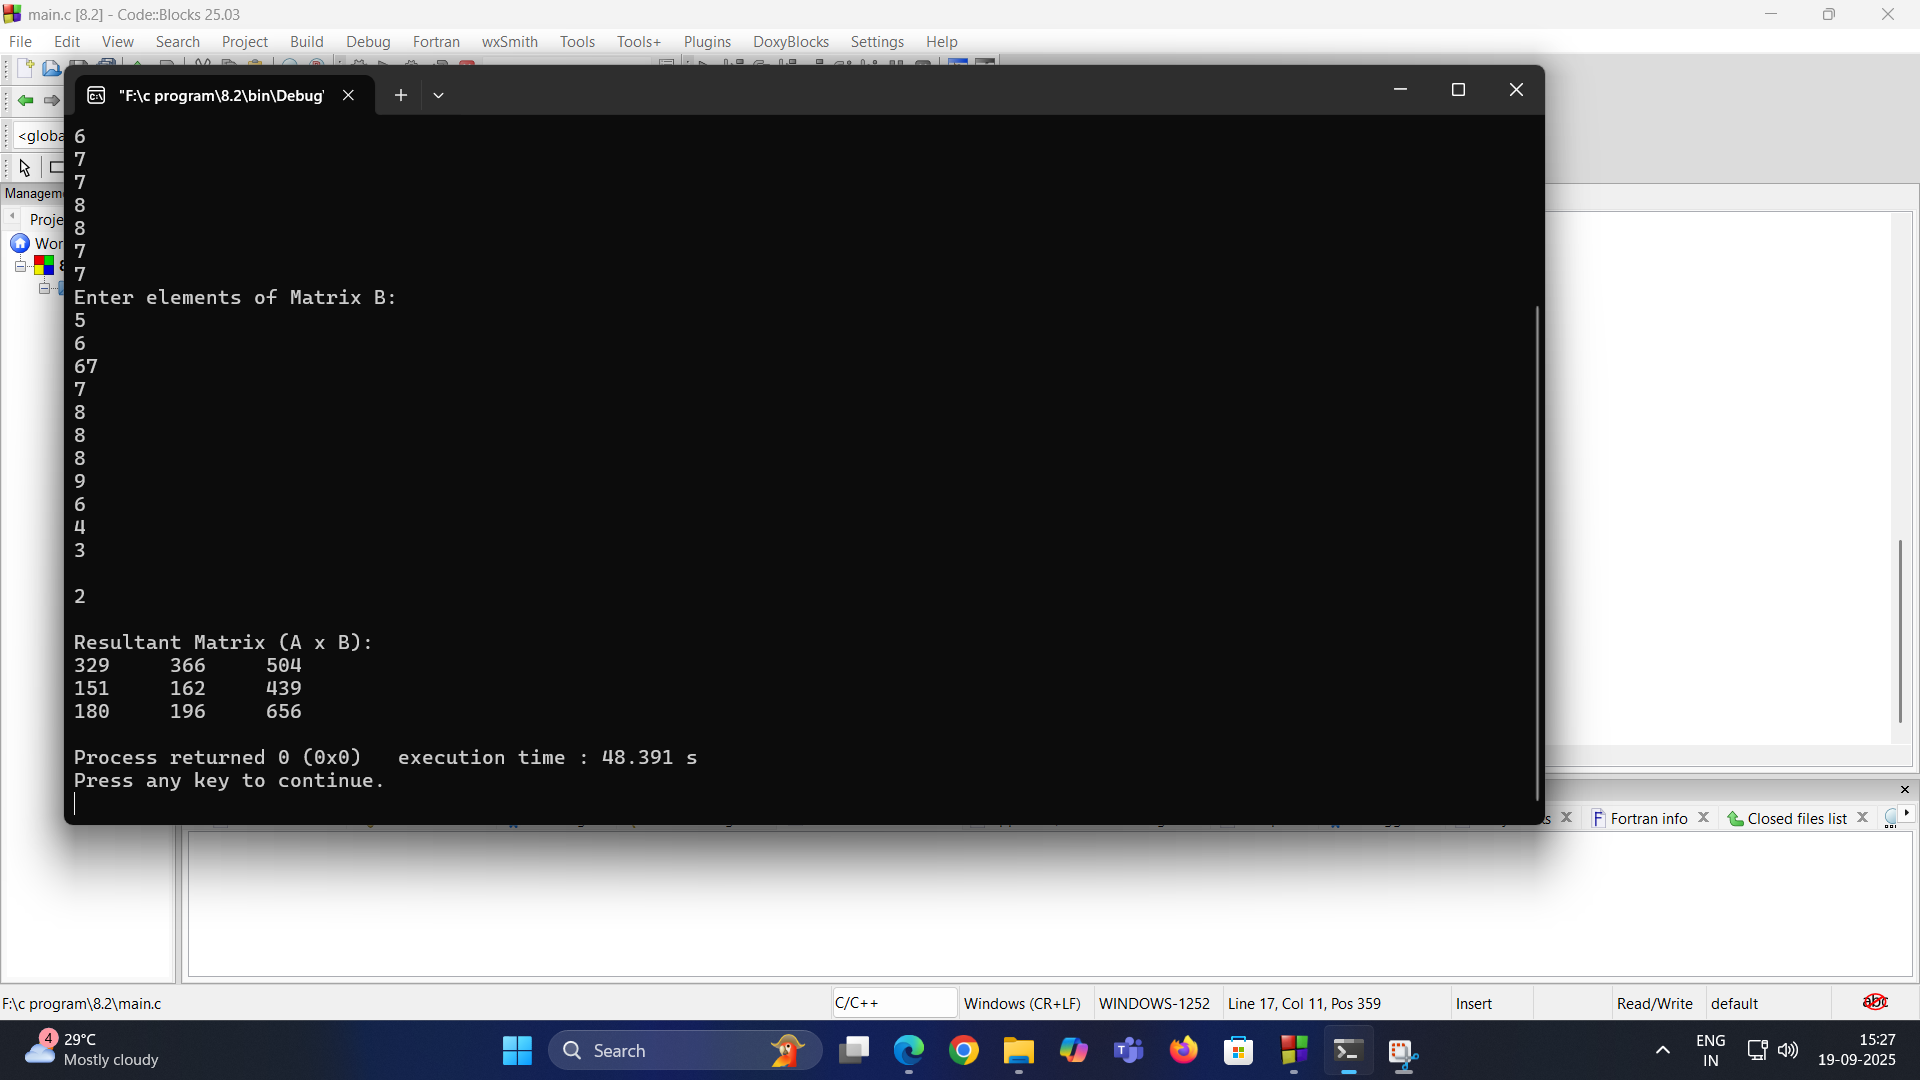 main.c [8.2] - Code::Blocks 25.03
File Edit View Search Project Build Debug Fortran wxSmith Tools Tools+ Plugins DoxyBlocks Settings Help
"F:\c program\8.2\bin\Debug'
<globa
Managem
Proje
Wor
6
7
7
8
8
7
7
Enter elements of Matrix B:
5
6
67
7
8
8
8
9
6
4
3
2
Resultant Matrix (A x B):
329 366 504
151 162 439
180 196 656
Process returned 0 (0x0) execution time : 48.391 s
Press any key to continue.
Fortran info Closed files list
F:\c program\8.2\main.c C/C++ Windows (CR+LF) WINDOWS-1252 Line 17, Col 11, Pos 359 Insert Read/Write default abc
4 29°C
Mostly cloudy
Search
ENG
IN
15:27
19-09-2025